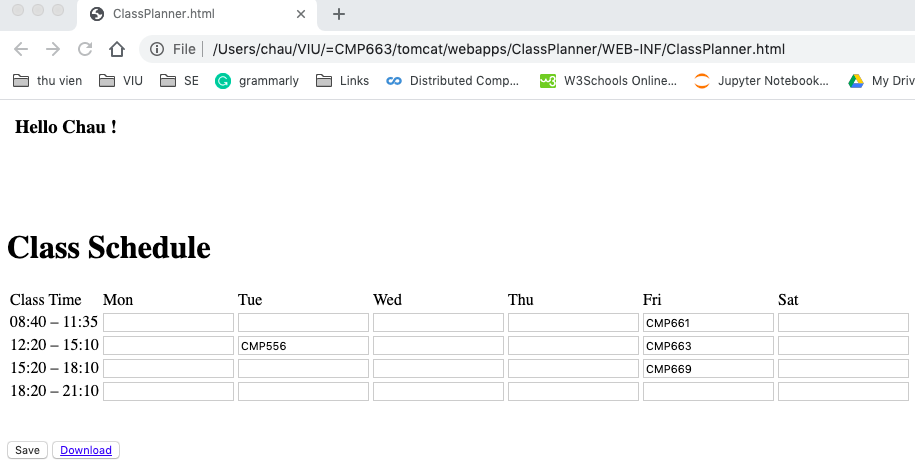 ClassPlanner.html
File /Users/chau/VIU/=CMP663/tomcat/webapps/ClassPlanner/WEB-INF/ClassPlanner.html
thu vien VIU SE grammarly Links Distributed Comp... W3Schools Online... Jupyter Notebook... My Driv
Hello Chau !
Class Schedule
Class Time Mon Tue Wed Thu Fri Sat
08:40 – 11:35 CMP661
12:20 – 15:10 CMP556 CMP663
15:20 – 18:10 CMP669
18:20 – 21:10
Save Download